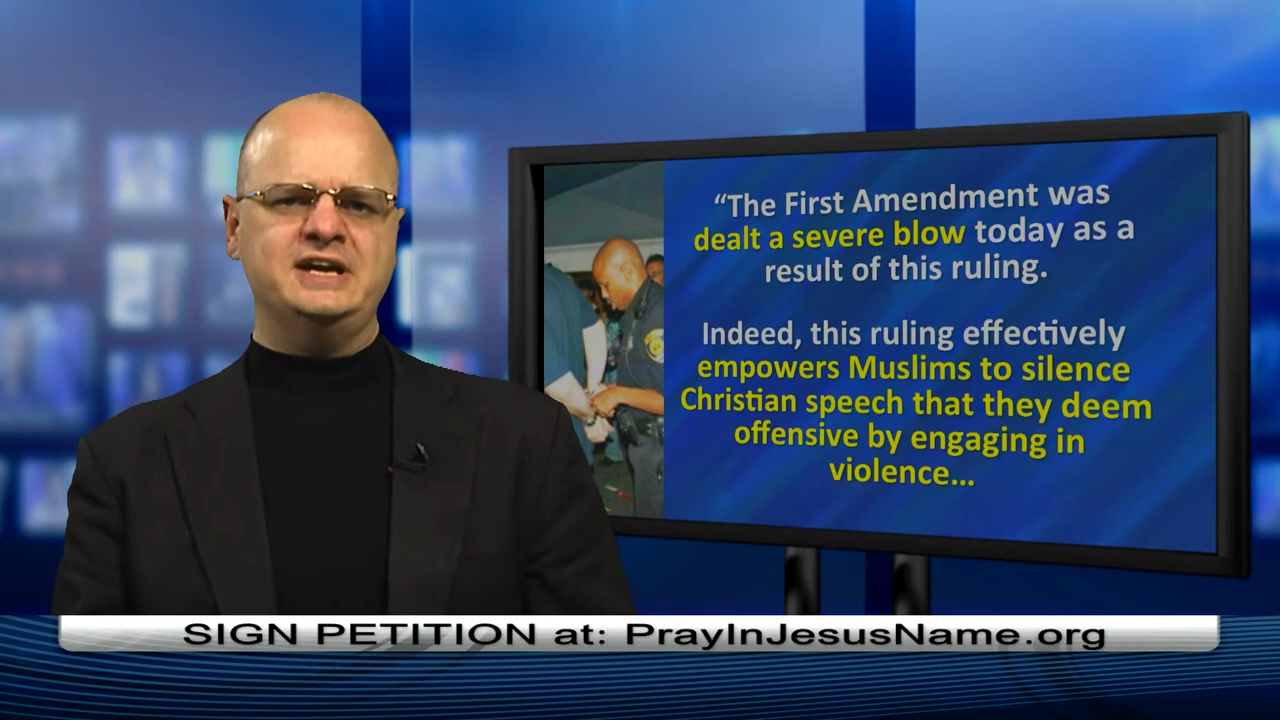 “The First Amendment was
dealt a severe blow today as a
result of this ruling.
Indeed, this ruling effectively
empowers Muslims to silence
Christian speech that they deem
offensive by engaging in
violence...
SIGN PETITION at: PrayInJesusName.org